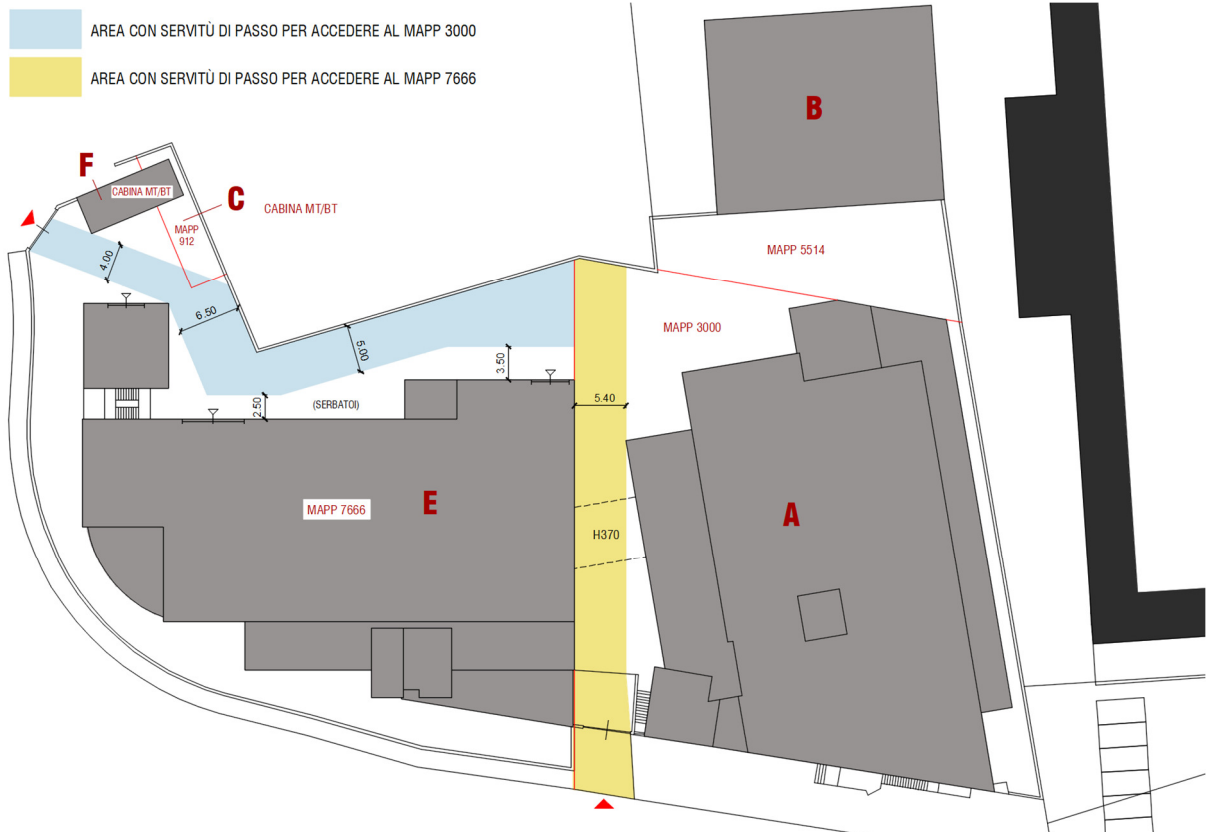 AREA CON SERVITÙ DI PASSO PER ACCEDERE AL MAPP 3000
AREA CON SERVITÙ DI PASSO PER ACCEDERE AL MAPP 7666
B
F
CABINA MT/BT
C
CABINA MT/BT
MAPP
912
MAPP 5514
4.00
6.50
MAPP 3000
5.00
3.50
2.50
(SERBATOI)
5.40
MAPP 7666
E
A
H370